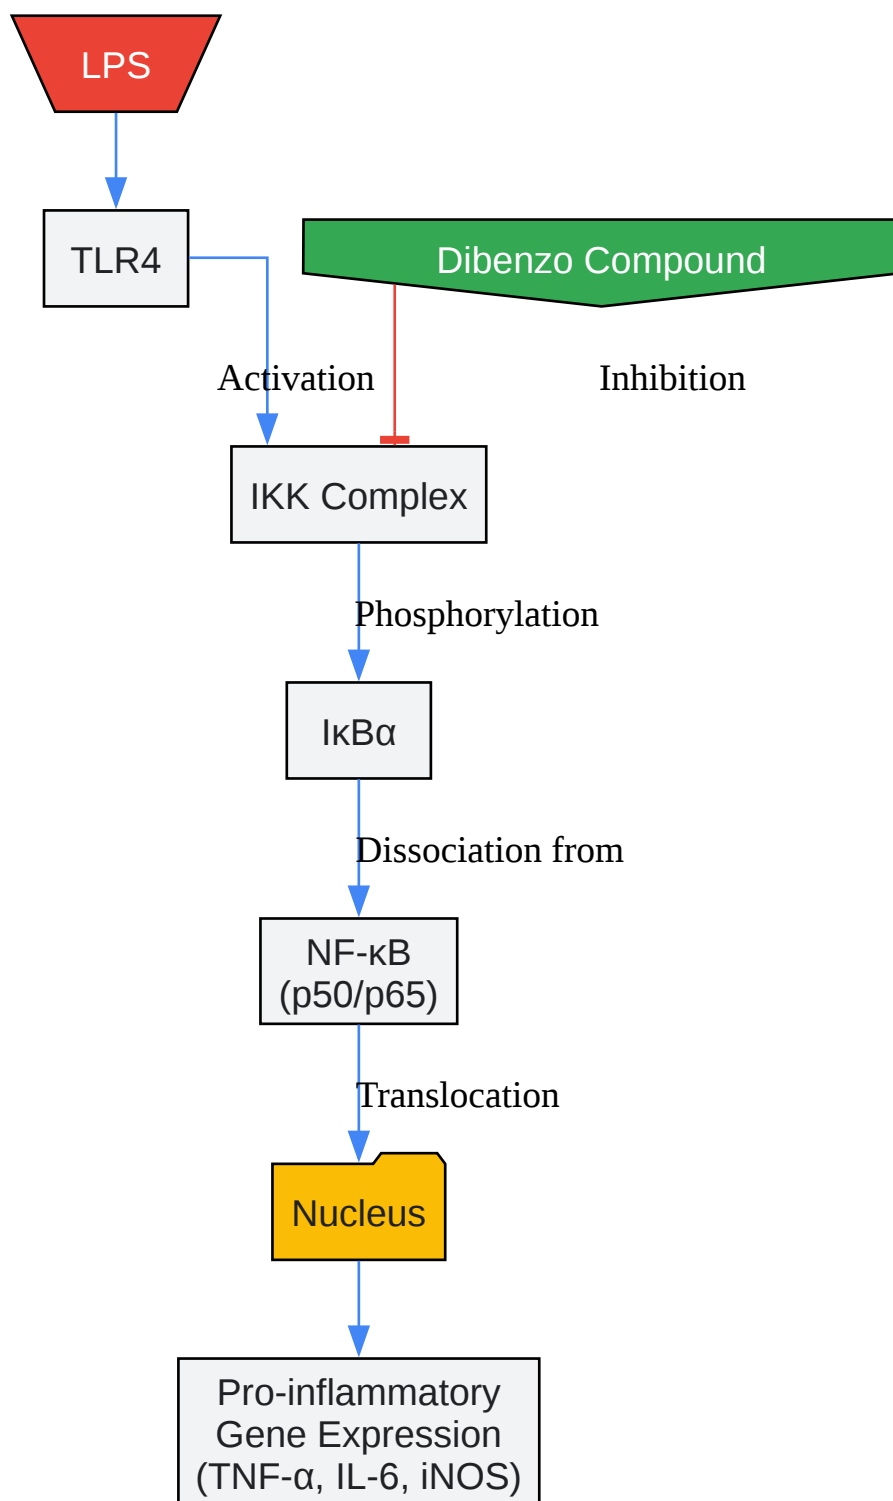 LPS
TLR4
Dibenzo Compound
Activation
Inhibition
IKK Complex
Phosphorylation
IκBα
Dissociation from
NF-κB
(p50/p65)
Translocation
Nucleus
Pro-inflammatory
Gene Expression
(TNF-α, IL-6, iNOS)